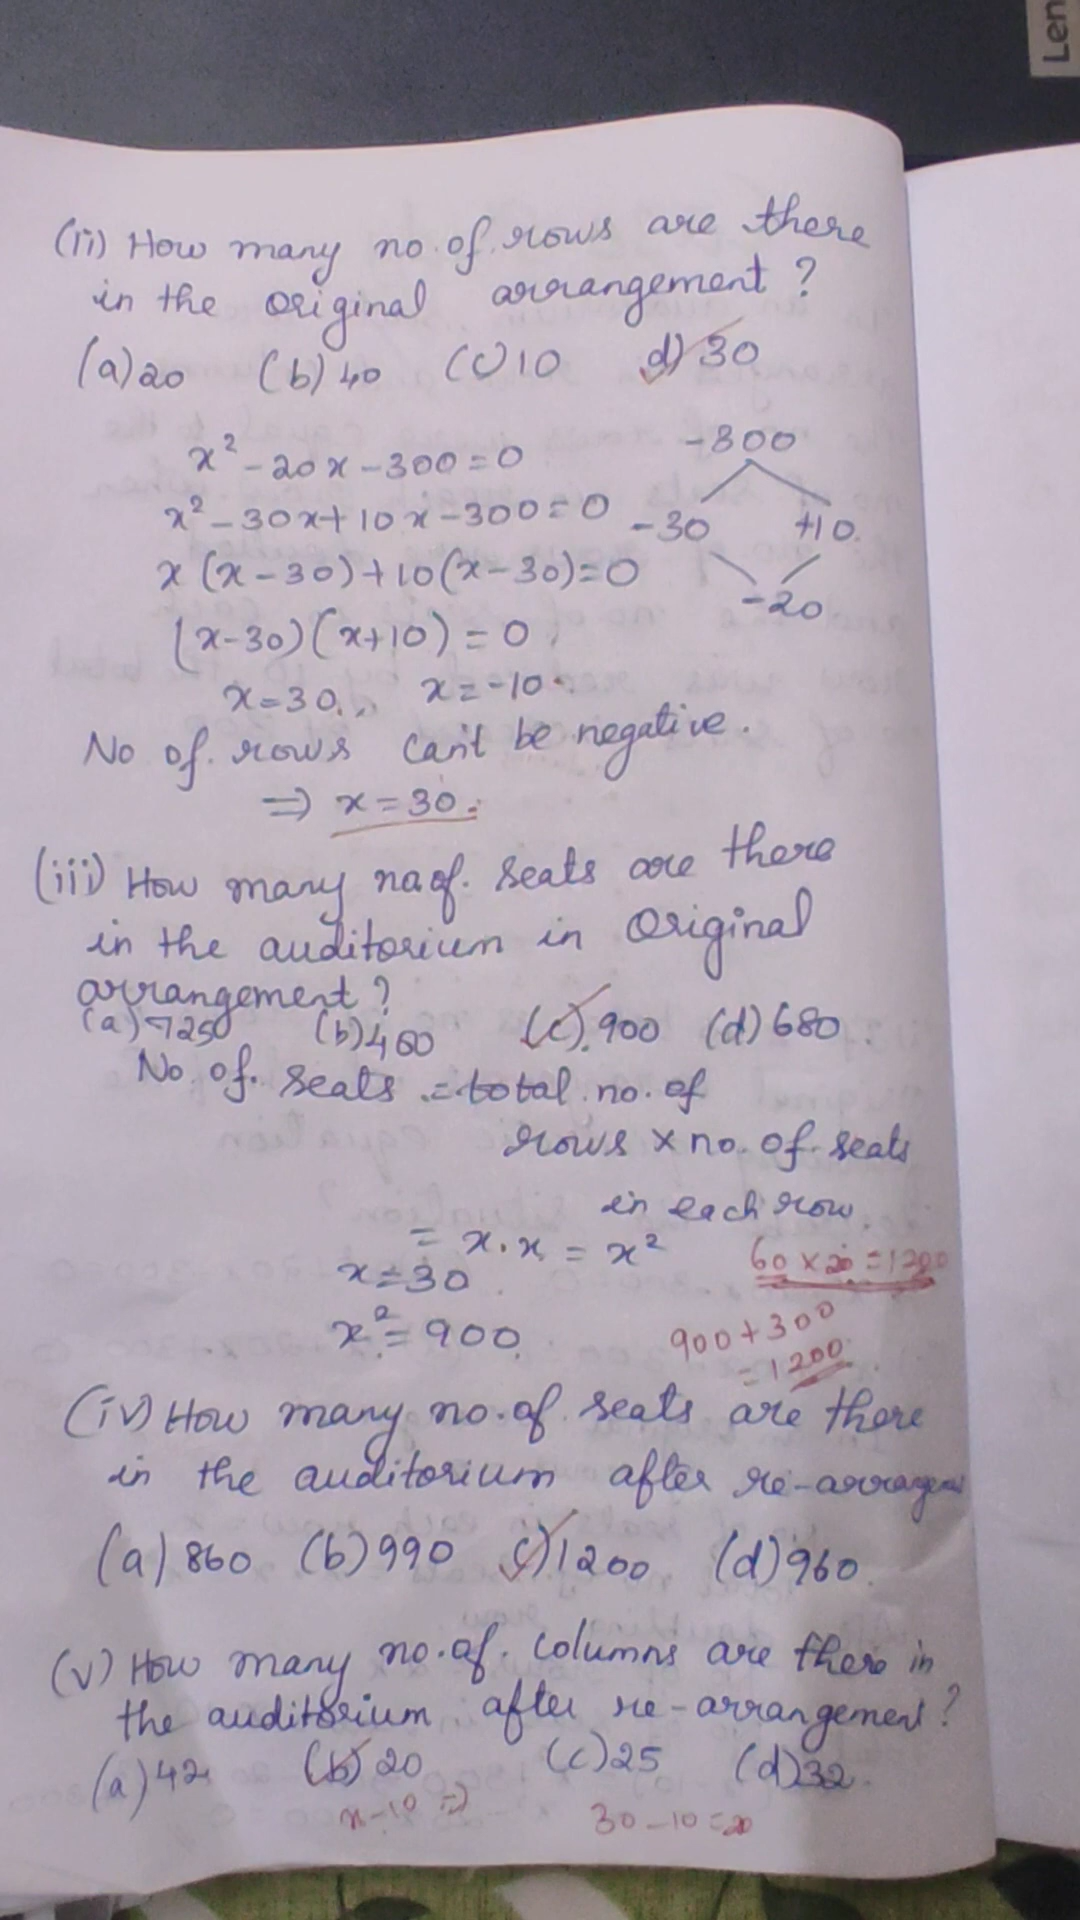 Len
(ii) How many no. of rows are there
in the original arrangement ?
(a) 20 (b) 40 (c) 10 d) 30
x² - 20x - 300 = 0
-300
x² - 30x + 10x - 300 = 0
-30 +10
x (x - 30) + 10 (x - 30) = 0
-20
(x - 30) (x + 10) = 0
x = 30, x = -10
No of. rows can't be negative.
⇒ x = 30.
(iii) How many no of. seats are there
in the auditorium in original
arrangement ?
(a) 7250 (b) 460 (c) 900 (d) 680
No. of. seats = total no. of
rows × no. of. seats
in each row.
= x . x = x²
60 × 20 = 1200
x = 30
x² = 900.
900 + 300
= 1200
(iv) How many no. of. seats are there
in the auditorium after re-arrangem
(a) 860 (b) 990 c) 1200 (d) 960.
(v) How many no. of. columns are there in
the auditorium after re-arrangement ?
(a) 42 (b) 20 (c) 25 (d) 32.
x - 10 ⇒ 30 - 10 = 20